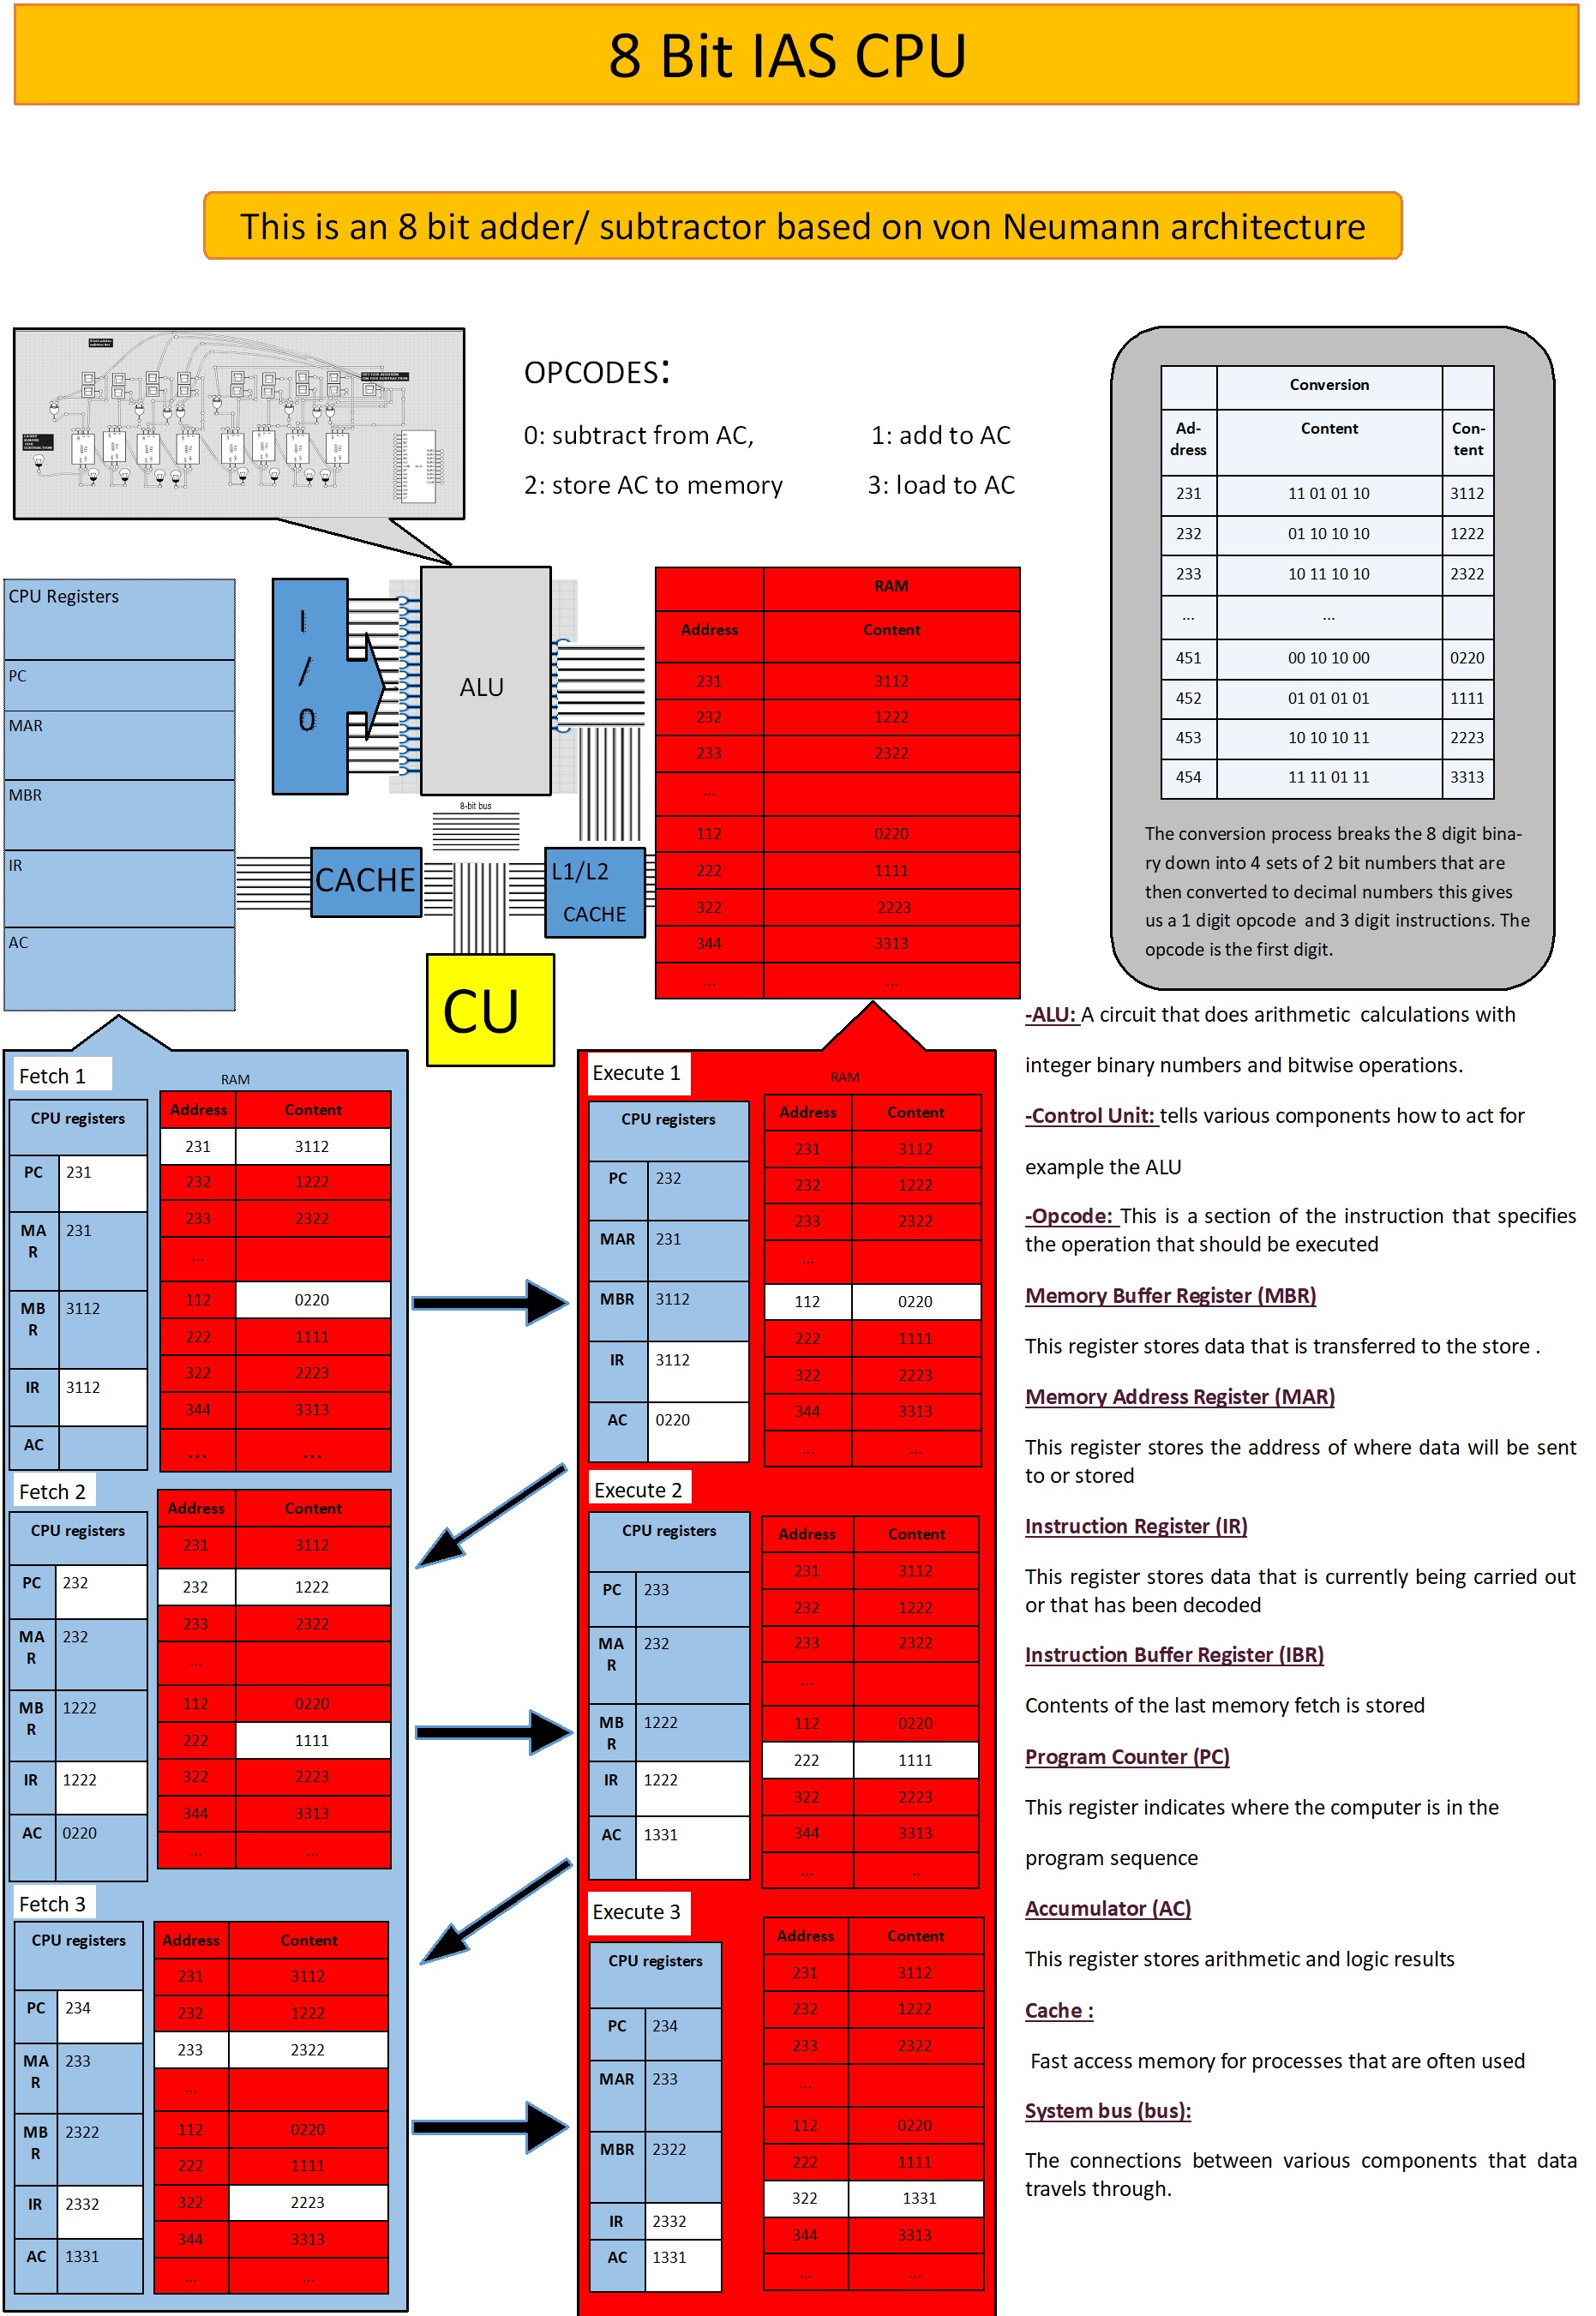 8 Bit IAS CPU
This is an 8 bit adder/ subtractor based on von Neumann architecture
OPCODES:
0: subtract from AC, 1: add to AC
2: store AC to memory 3: load to AC
Conversion
Ad-
dress
Content
Con-
tent
231 11 01 01 10 3112
232 01 10 10 10 1222
233 10 11 10 10 2322
... ...
451 00 10 10 00 0220
452 01 01 01 01 1111
453 10 10 10 11 2223
454 11 11 01 11 3313
The conversion process breaks the 8 digit bina-
ry down into 4 sets of 2 bit numbers that are
then converted to decimal numbers this gives
us a 1 digit opcode and 3 digit instructions. The
opcode is the first digit.
CPU Registers
PC
MAR
MBR
IR
AC
I
/
O
ALU
8-bit bus
CACHE
L1/L2
CACHE
CU
RAM
Address Content
231 3112
232 1222
233 2322
...
112 0220
222 1111
322 2223
344 3313
... ...
Fetch 1
RAM
CPU registers
PC 231
MA
R
231
MB
R
3112
IR 3112
AC
Address Content
231 3112
232 1222
233 2322
...
112 0220
222 1111
322 2223
344 3313
... ...
Execute 1
RAM
CPU registers
PC 232
MAR 231
MBR 3112
IR 3112
AC 0220
Address Content
231 3112
232 1222
233 2322
...
112 0220
222 1111
322 2223
344 3313
... ...
Fetch 2
CPU registers
PC 232
MA
R
232
MB
R
1222
IR 1222
AC 0220
Address Content
231 3112
232 1222
233 2322
...
112 0220
222 1111
322 2223
344 3313
... ...
Execute 2
CPU registers
PC 233
MA
R
232
MB
R
1222
IR 1222
AC 1331
Address Content
231 3112
232 1222
233 2322
...
112 0220
222 1111
322 2223
344 3313
... ..
Fetch 3
CPU registers
PC 234
MA
R
233
MB
R
2322
IR 2332
AC 1331
Address Content
231 3112
232 1222
233 2322
...
112 0220
222 1111
322 2223
344 3313
... ...
Execute 3
CPU registers
PC 234
MAR 233
MBR 2322
IR 2332
AC 1331
Address Content
231 3112
232 1222
233 2322
...
112 0220
222 1111
322 1331
344 3313
... ...
-ALU: A circuit that does arithmetic calculations with
integer binary numbers and bitwise operations.
-Control Unit: tells various components how to act for
example the ALU
-Opcode: This is a section of the instruction that specifies
the operation that should be executed
Memory Buffer Register (MBR)
This register stores data that is transferred to the store .
Memory Address Register (MAR)
This register stores the address of where data will be sent
to or stored
Instruction Register (IR)
This register stores data that is currently being carried out
or that has been decoded
Instruction Buffer Register (IBR)
Contents of the last memory fetch is stored
Program Counter (PC)
This register indicates where the computer is in the
program sequence
Accumulator (AC)
This register stores arithmetic and logic results
Cache :
Fast access memory for processes that are often used
System bus (bus):
The connections between various components that data
travels through.